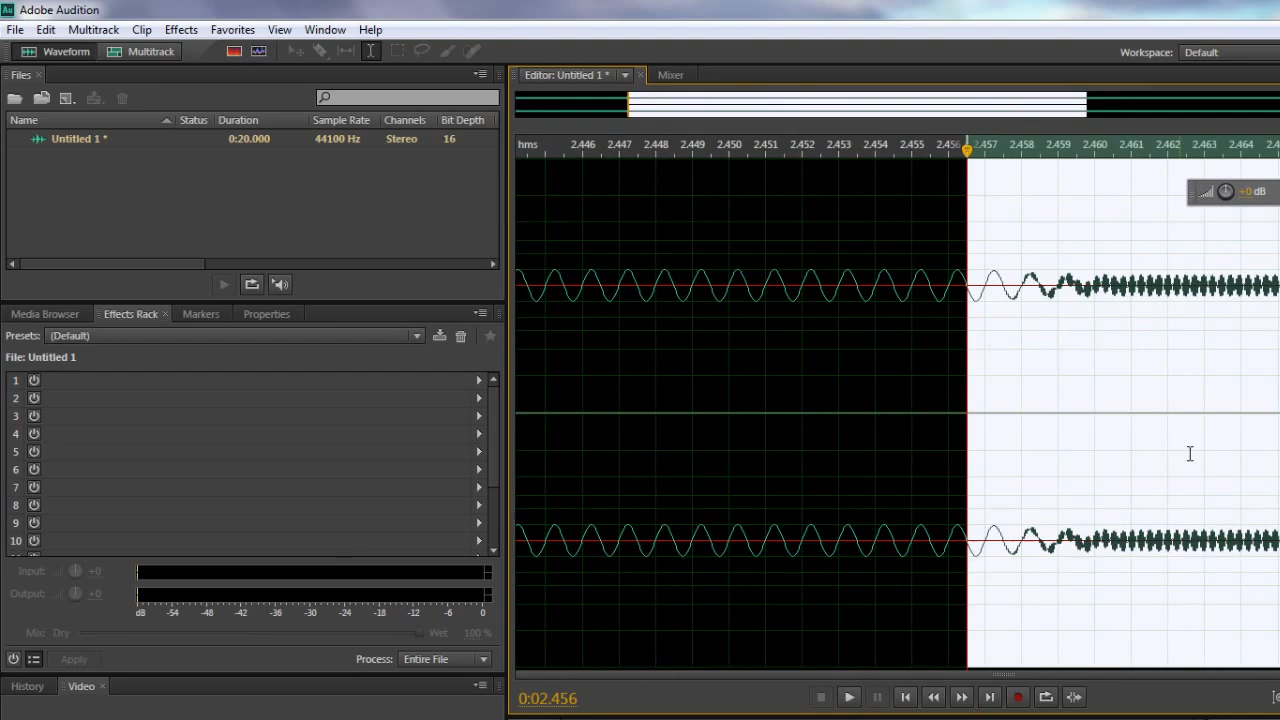 Au Adobe Audition
File Edit Multitrack Clip Effects Favorites View Window Help
Waveform Multitrack Workspace: Default
Files × Editor: Untitled 1 * × Mixer
Name Status Duration Sample Rate Channels Bit Depth
Untitled 1 * 0:20.000 44100 Hz Stereo 16
hms 2.446 2.447 2.448 2.449 2.450 2.451 2.452 2.453 2.454 2.455 2.456 2.457 2.458 2.459 2.460 2.461 2.462 2.463 2.464 2.4
+0 dB
Media Browser Effects Rack × Markers Properties
Presets: (Default)
File: Untitled 1
1
2
3
4
5
6
7
8
9
10
Input: +0
Output: +0
dB -54 -48 -42 -36 -30 -24 -18 -12 -6 0
Mix: Dry Wet 100 %
Apply Process: Entire File
History Video × 0:02.456